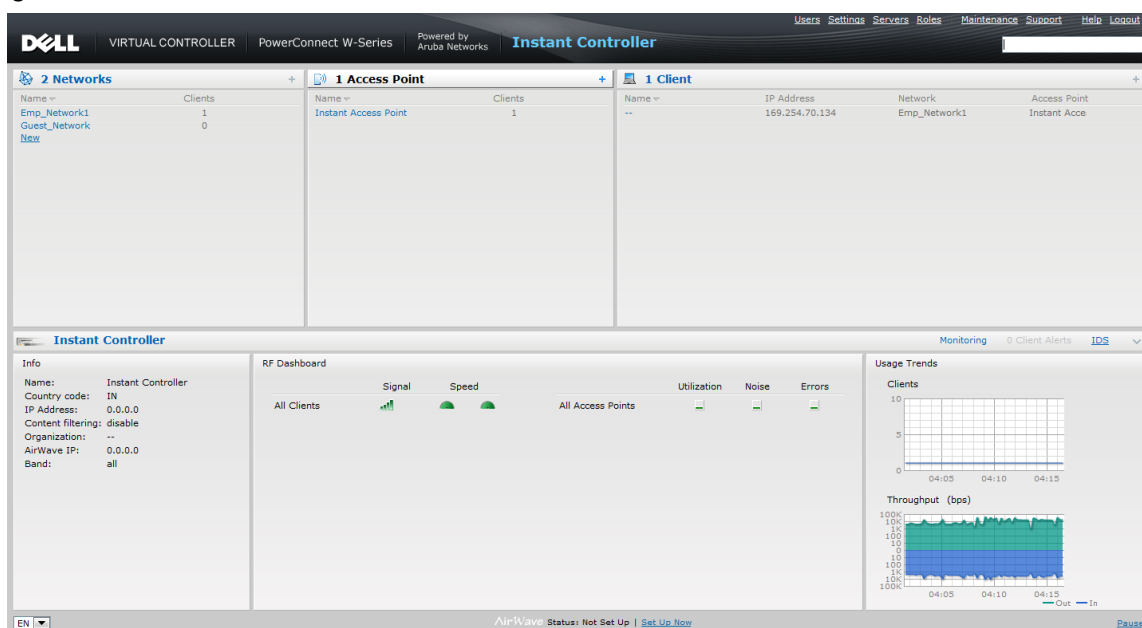 Users Settings Servers Roles Maintenance Support Help Logout
DELL VIRTUAL CONTROLLER PowerConnect W-Series Powered by Aruba Networks Instant Controller
2 Networks +
Name Clients
Emp_Network1 1
Guest_Network 0
New
1 Access Point +
Name Clients
Instant Access Point 1
1 Client +
Name IP Address Network Access Point
-- 169.254.70.134 Emp_Network1 Instant Acce
Instant Controller Monitoring 0 Client Alerts IDS
Info
Name: Instant Controller
Country code: IN
IP Address: 0.0.0.0
Content filtering: disable
Organization: --
AirWave IP: 0.0.0.0
Band: all
RF Dashboard
Signal Speed Utilization Noise Errors
All Clients All Access Points
Usage Trends
Clients
10
5
0
04:05 04:10 04:15
Throughput (bps)
100K
10K
1K
100
10
0
10
100
1K
10K
100K
04:05 04:10 04:15
Out In
EN AirWave Status: Not Set Up | Set Up Now Pause